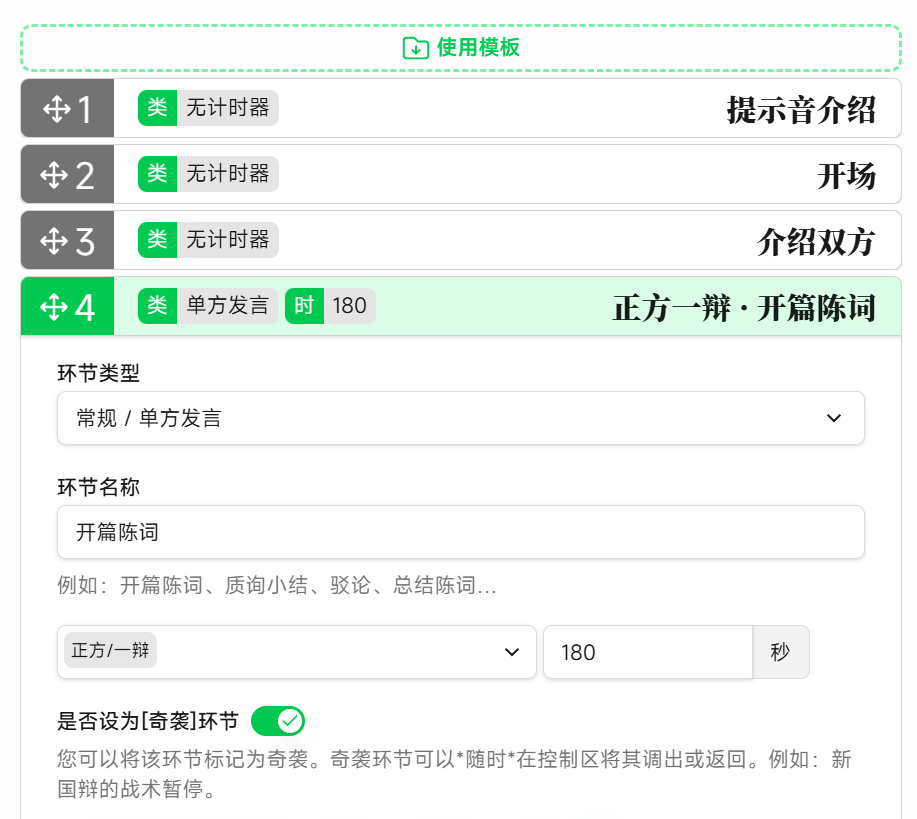 使用模板
1 类 无计时器 提示音介绍
2 类 无计时器 开场
3 类 无计时器 介绍双方
4 类 单方发言 时 180 正方一辩 · 开篇陈词
环节类型
常规 / 单方发言
环节名称
开篇陈词
例如：开篇陈词、质询小结、驳论、总结陈词…
正方/一辩 180 秒
是否设为[奇袭]环节
您可以将该环节标记为奇袭。奇袭环节可以*随时*在控制区将其调出或返回。例如：新
国辩的战术暂停。